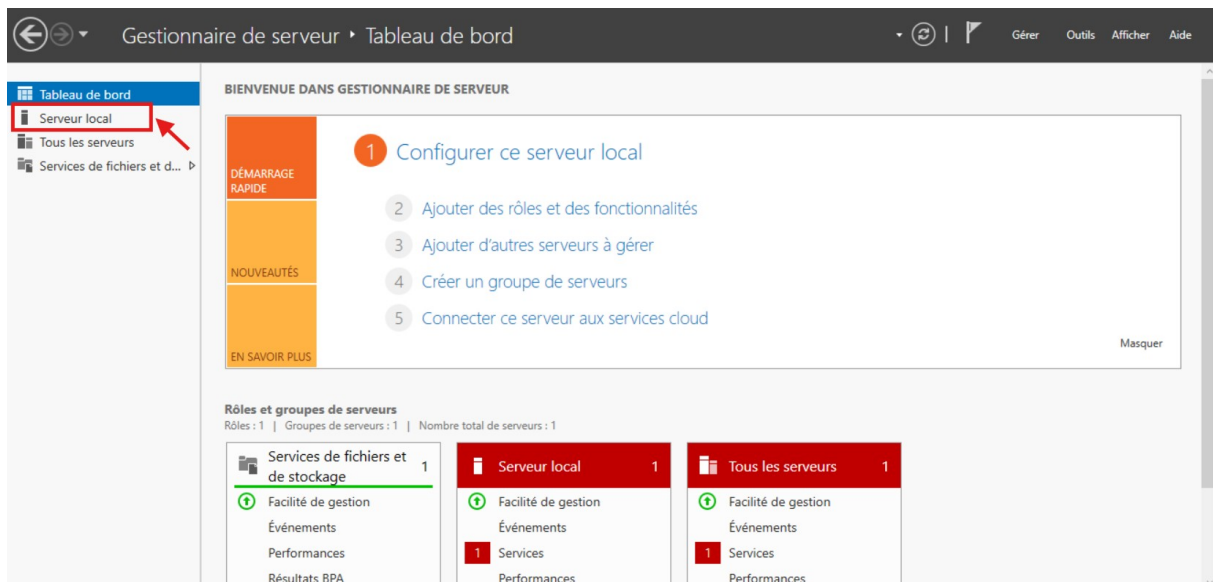 Gestionnaire de serveur ‣ Tableau de bord
Gérer Outils Afficher Aide
Tableau de bord
Serveur local
Tous les serveurs
Services de fichiers et d...
BIENVENUE DANS GESTIONNAIRE DE SERVEUR
DÉMARRAGE
RAPIDE
NOUVEAUTÉS
EN SAVOIR PLUS
1 Configurer ce serveur local
2 Ajouter des rôles et des fonctionnalités
3 Ajouter d'autres serveurs à gérer
4 Créer un groupe de serveurs
5 Connecter ce serveur aux services cloud
Masquer
Rôles et groupes de serveurs
Rôles : 1 | Groupes de serveurs : 1 | Nombre total de serveurs : 1
Services de fichiers et
de stockage
1
Facilité de gestion
Événements
Performances
Résultats BPA
Serveur local 1
Facilité de gestion
Événements
1 Services
Performances
Tous les serveurs 1
Facilité de gestion
Événements
1 Services
Performances